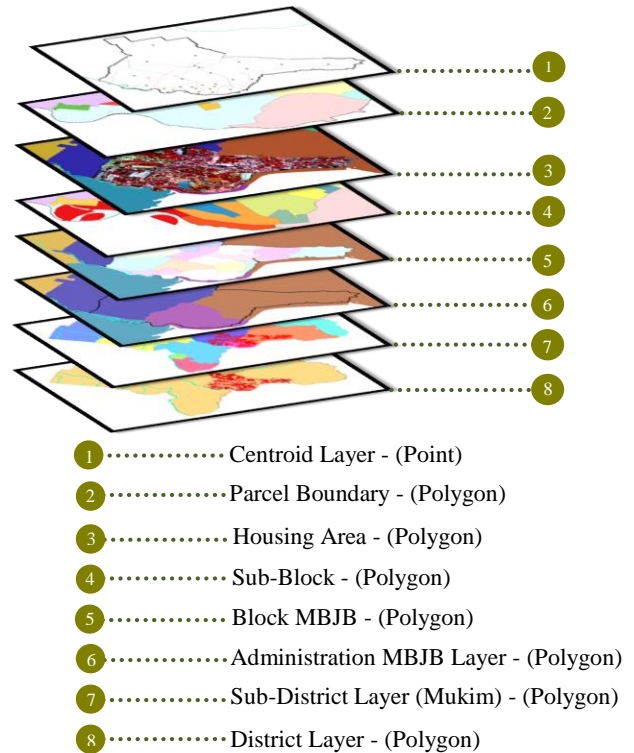 1
2
3
4
5
6
7
8
1 Centroid Layer - (Point)
2 Parcel Boundary - (Polygon)
3 Housing Area - (Polygon)
4 Sub-Block - (Polygon)
5 Block MBJB - (Polygon)
6 Administration MBJB Layer - (Polygon)
7 Sub-District Layer (Mukim) - (Polygon)
8 District Layer - (Polygon)